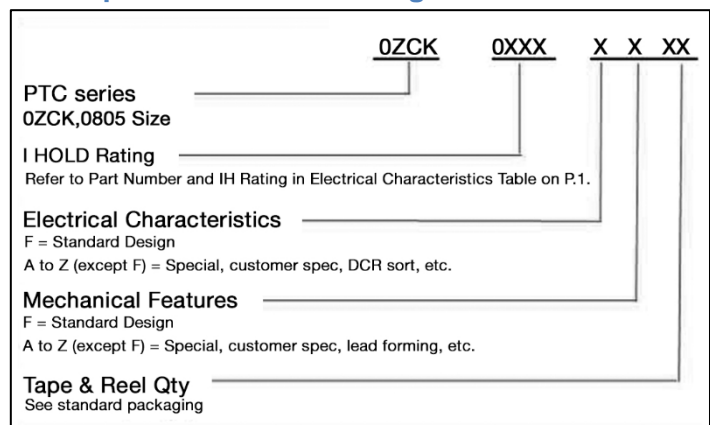 0ZCK 0XXX X X XX
PTC series
0ZCK,0805 Size
I HOLD Rating
Refer to Part Number and IH Rating in Electrical Characteristics Table on P.1.
Electrical Characteristics
F = Standard Design
A to Z (except F) = Special, customer spec, DCR sort, etc.
Mechanical Features
F = Standard Design
A to Z (except F) = Special, customer spec, lead forming, etc.
Tape & Reel Qty
See standard packaging